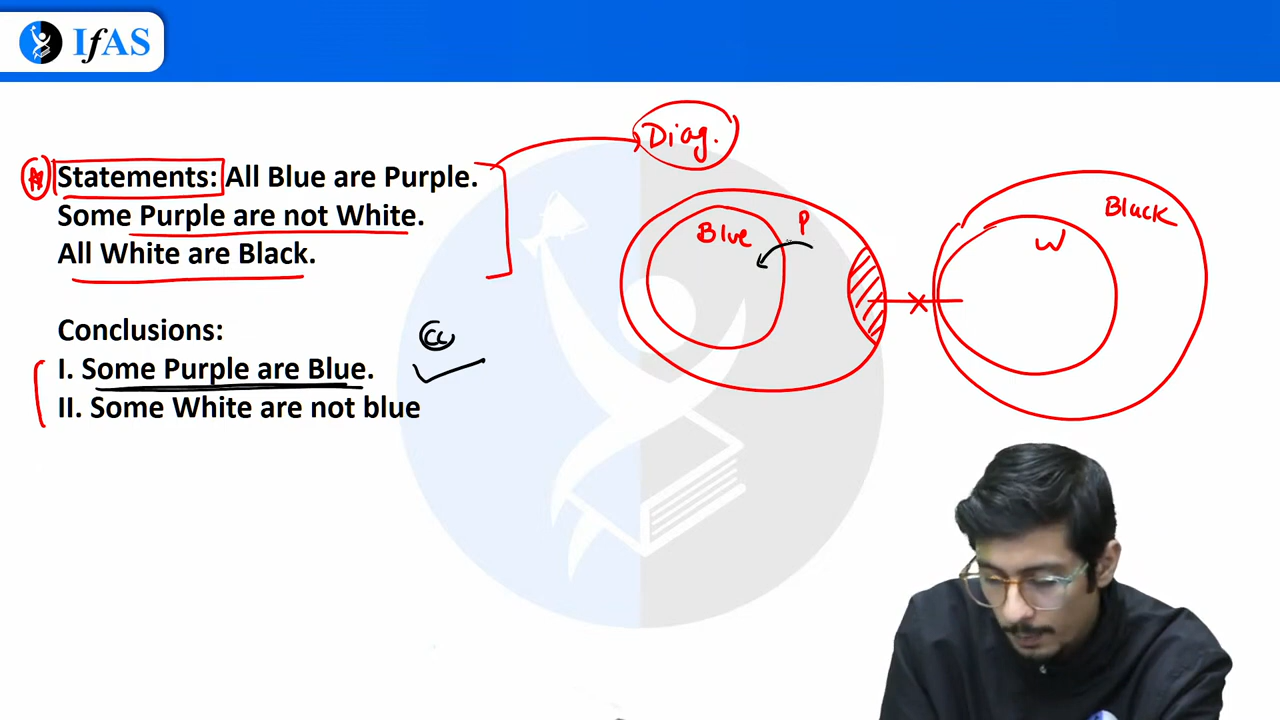 IfAS
Diag.
Statements: All Blue are Purple.
Some Purple are not White.
All White are Black.
Blue
P
W
Black
Conclusions:
I. Some Purple are Blue.
II. Some White are not blue